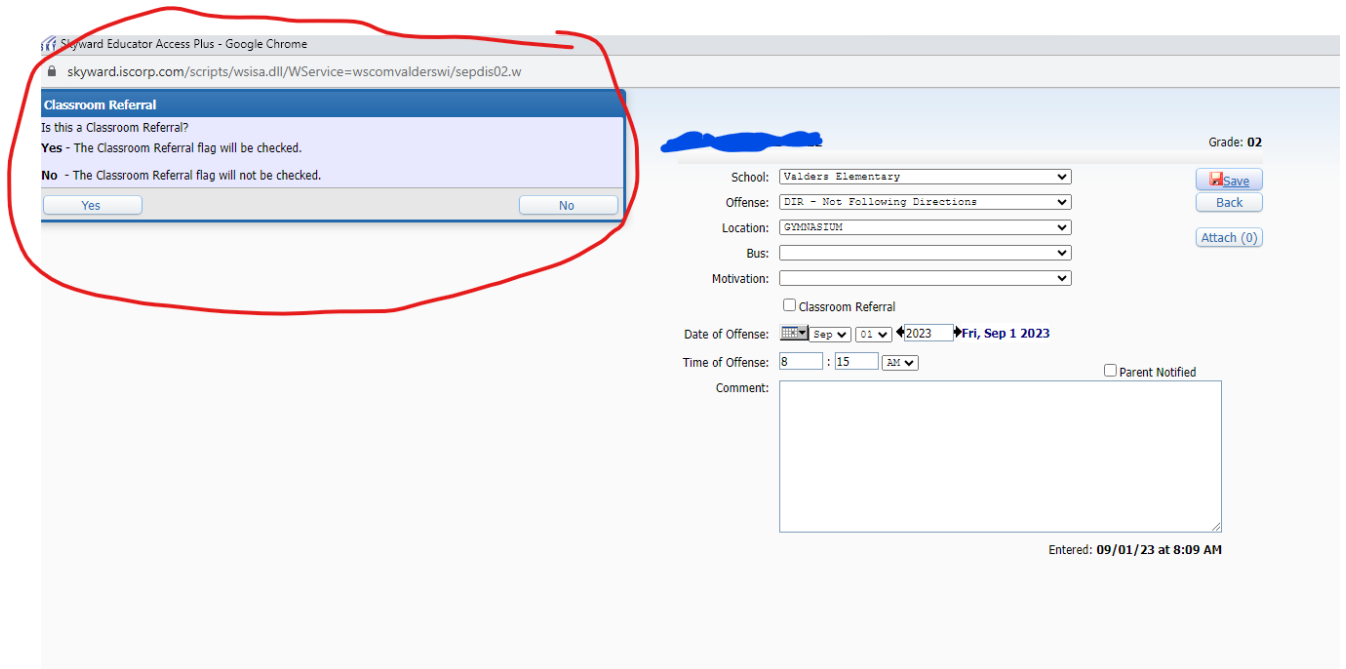 Skyward Educator Access Plus - Google Chrome
skyward.iscorp.com/scripts/wsisa.dll/WService=wscomvalderswi/sepdis02.w
Classroom Referral
Is this a Classroom Referral?
Yes - The Classroom Referral flag will be checked.
No - The Classroom Referral flag will not be checked.
Yes No
Grade: 02
School: Valders Elementary
Save
Offense: DIR - Not Following Directions
Back
Location: GYMNASIUM
Attach (0)
Bus:
Motivation:
Classroom Referral
Date of Offense: Sep 01 2023 Fri, Sep 1 2023
Time of Offense: 8 : 15 AM
Parent Notified
Comment:
Entered: 09/01/23 at 8:09 AM